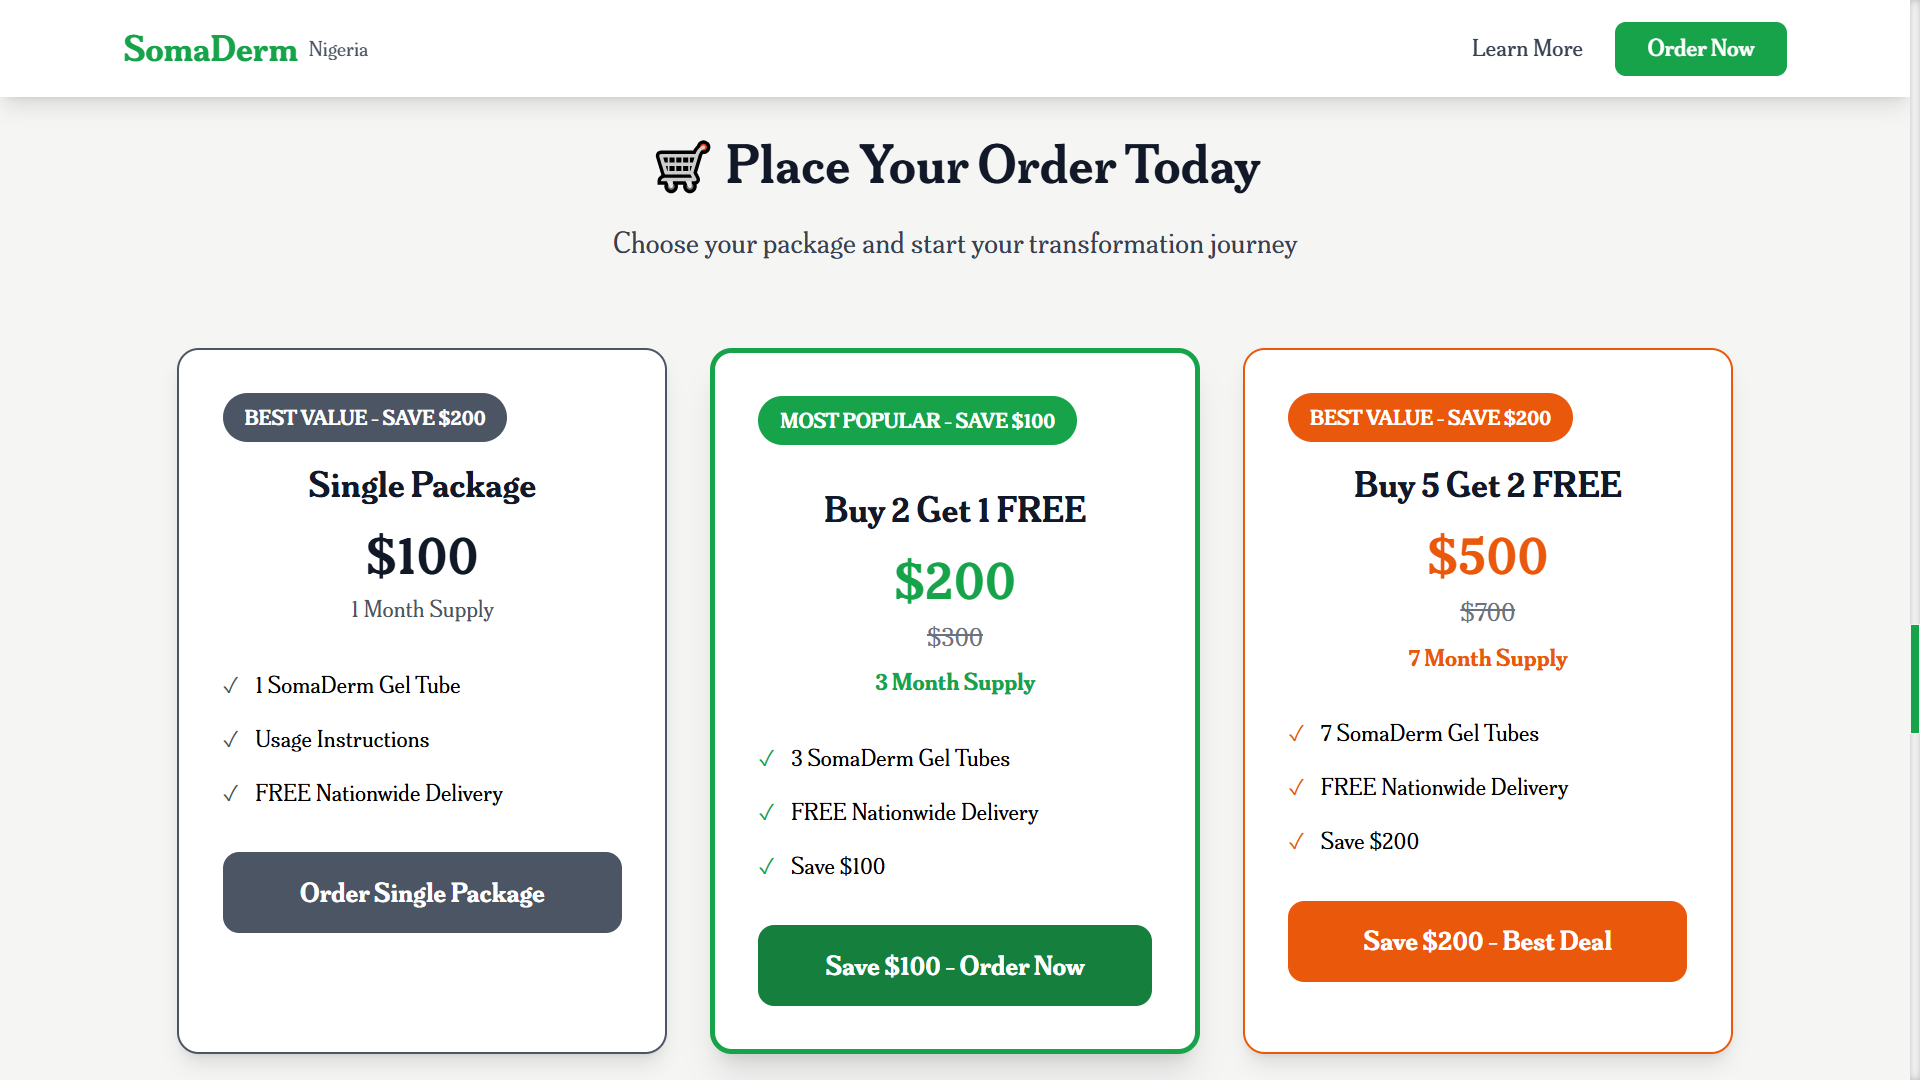 SomaDerm Nigeria
Learn More
Order Now
Place Your Order Today
Choose your package and start your transformation journey
BEST VALUE - SAVE $200
Single Package
$100
1 Month Supply
✓ 1 SomaDerm Gel Tube
✓ Usage Instructions
✓ FREE Nationwide Delivery
Order Single Package
MOST POPULAR - SAVE $100
Buy 2 Get 1 FREE
$200
$300
3 Month Supply
✓ 3 SomaDerm Gel Tubes
✓ FREE Nationwide Delivery
✓ Save $100
Save $100 - Order Now
BEST VALUE - SAVE $200
Buy 5 Get 2 FREE
$500
$700
7 Month Supply
✓ 7 SomaDerm Gel Tubes
✓ FREE Nationwide Delivery
✓ Save $200
Save $200 - Best Deal